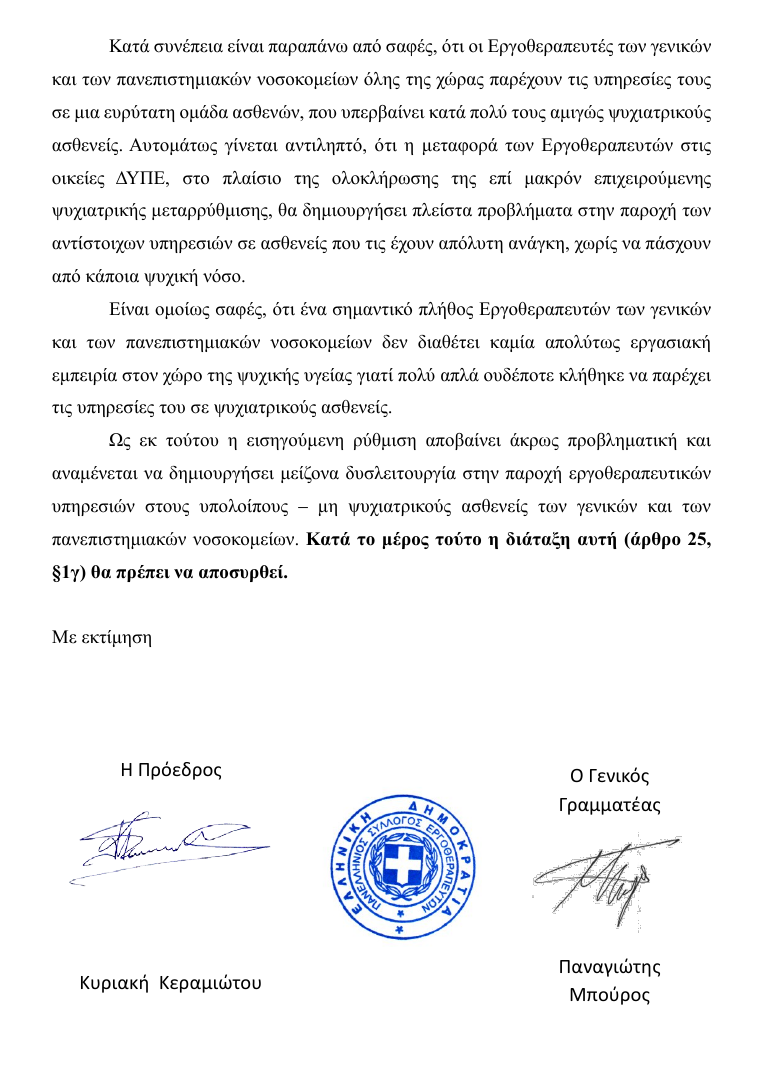 Κατά συνέπεια είναι παραπάνω από σαφές, ότι οι Εργοθεραπευτές των γενικών
και των πανεπιστημιακών νοσοκομείων όλης της χώρας παρέχουν τις υπηρεσίες τους
σε μια ευρύτατη ομάδα ασθενών, που υπερβαίνει κατά πολύ τους αμιγώς ψυχιατρικούς
ασθενείς. Αυτομάτως γίνεται αντιληπτό, ότι η μεταφορά των Εργοθεραπευτών στις
οικείες ΔΥΠΕ, στο πλαίσιο της ολοκλήρωσης της επί μακρόν επιχειρούμενης
ψυχιατρικής μεταρρύθμισης, θα δημιουργήσει πλείστα προβλήματα στην παροχή των
αντίστοιχων υπηρεσιών σε ασθενείς που τις έχουν απόλυτη ανάγκη, χωρίς να πάσχουν
από κάποια ψυχική νόσο.
Είναι ομοίως σαφές, ότι ένα σημαντικό πλήθος Εργοθεραπευτών των γενικών
και των πανεπιστημιακών νοσοκομείων δεν διαθέτει καμία απολύτως εργασιακή
εμπειρία στον χώρο της ψυχικής υγείας γιατί πολύ απλά ουδέποτε κλήθηκε να παρέχει
τις υπηρεσίες του σε ψυχιατρικούς ασθενείς.
Ως εκ τούτου η εισηγούμενη ρύθμιση αποβαίνει άκρως προβληματική και
αναμένεται να δημιουργήσει μείζονα δυσλειτουργία στην παροχή εργοθεραπευτικών
υπηρεσιών στους υπολοίπους – μη ψυχιατρικούς ασθενείς των γενικών και των
πανεπιστημιακών νοσοκομείων. Κατά το μέρος τούτο η διάταξη αυτή (άρθρο 25,
§1γ) θα πρέπει να αποσυρθεί.
Με εκτίμηση
Η Πρόεδρος
Ο Γενικός
Γραμματέας
ΕΛΛΗΝΙΚΗ ΔΗΜΟΚΡΑΤΙΑ
ΠΑΝΕΛΛΗΝΙΟΣ ΣΥΛΛΟΓΟΣ ΕΡΓΟΘΕΡΑΠΕΥΤΩΝ
Κυριακή Κεραμιώτου
Παναγιώτης
Μπούρος